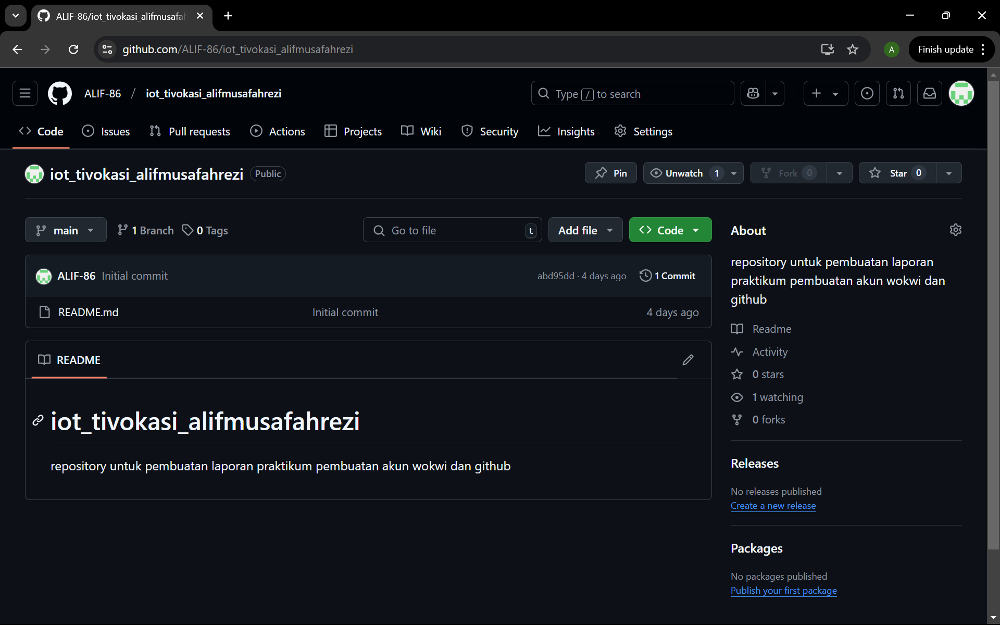 ALIF-86/iot_tivokasi_alifmusafah
github.com/ALIF-86/iot_tivokasi_alifmusafahrezi
A
Finish update
ALIF-86 / iot_tivokasi_alifmusafahrezi
Type / to search
Code
Issues
Pull requests
Actions
Projects
Wiki
Security
Insights
Settings
iot_tivokasi_alifmusafahrezi Public
Pin
Unwatch 1
Fork 0
Star 0
main
1 Branch
0 Tags
Go to file t
Add file
Code
ALIF-86 Initial commit
abd95dd · 4 days ago
1 Commit
README.md
Initial commit
4 days ago
README
iot_tivokasi_alifmusafahrezi
repository untuk pembuatan laporan praktikum pembuatan akun wokwi dan github
About
repository untuk pembuatan laporan
praktikum pembuatan akun wokwi dan
github
Readme
Activity
0 stars
1 watching
0 forks
Releases
No releases published
Create a new release
Packages
No packages published
Publish your first package